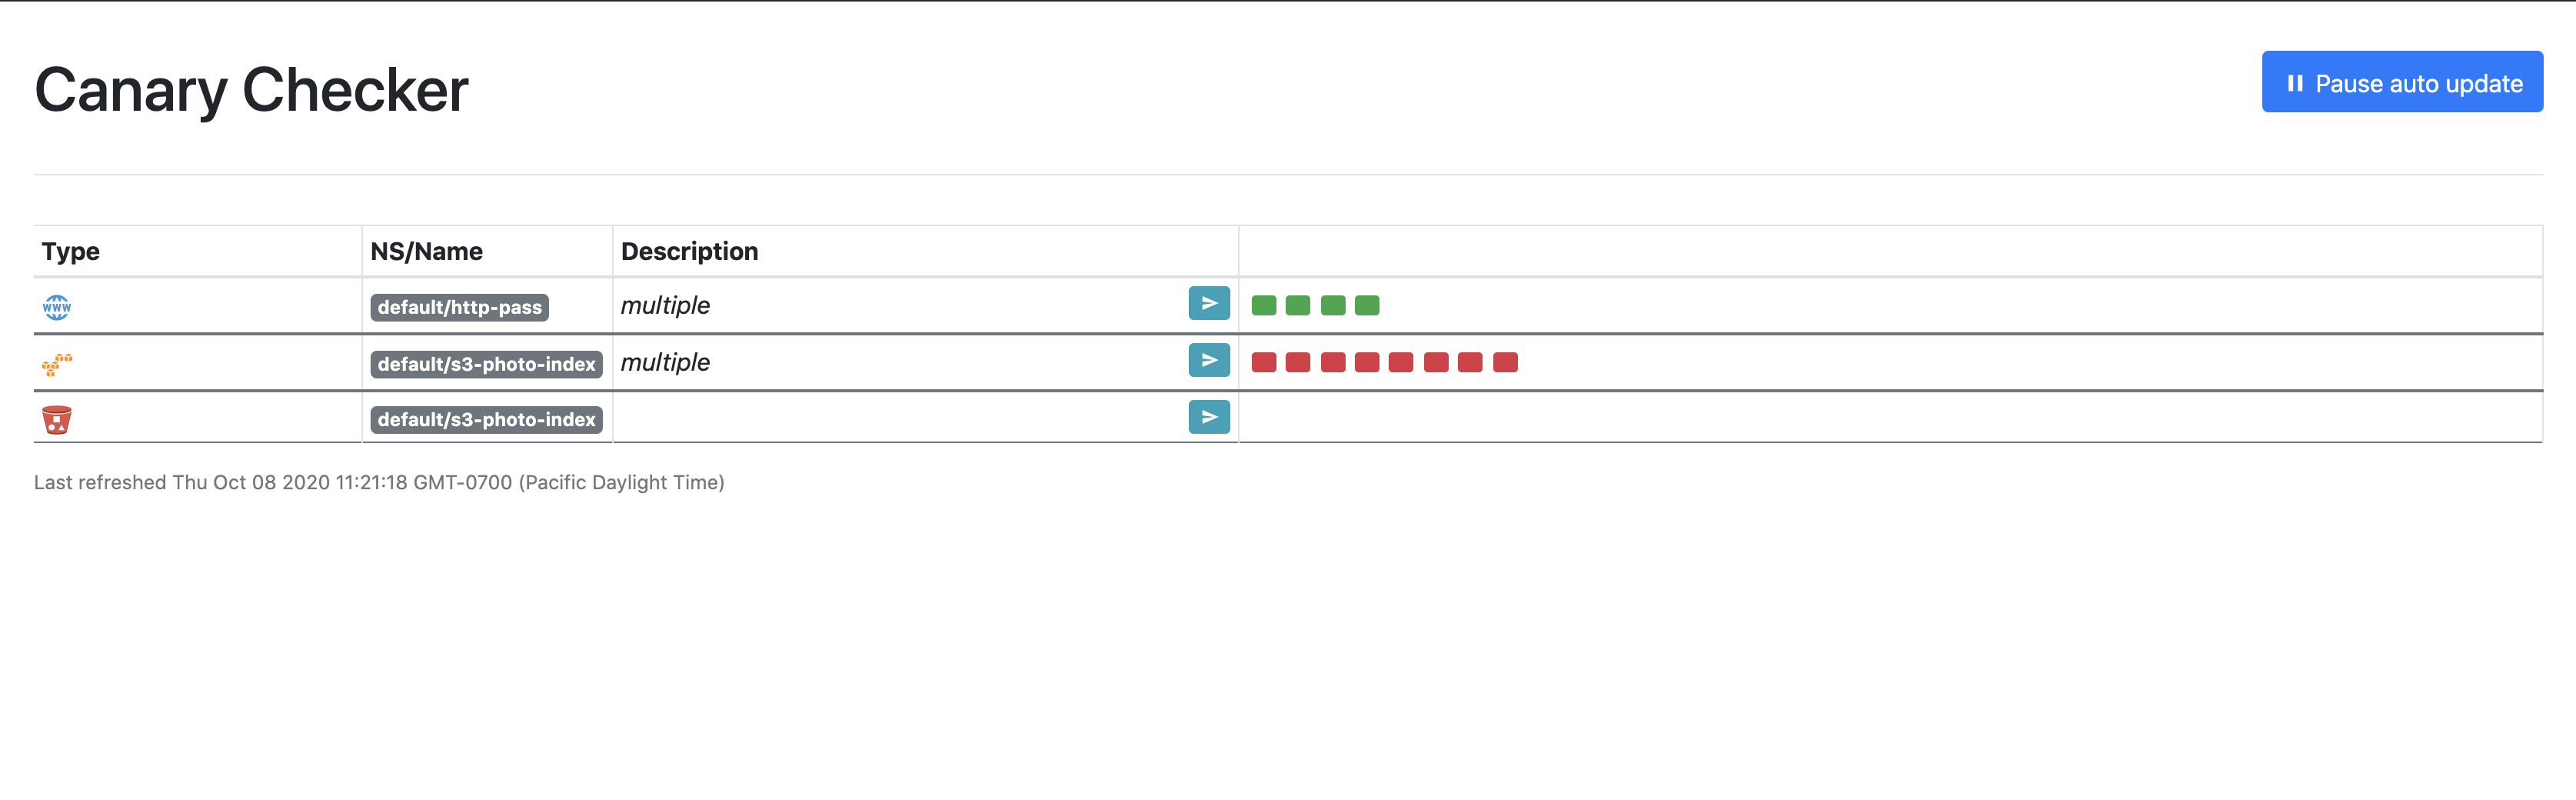 Canary Checker
Pause auto update
Type NS/Name Description
www default/http-pass multiple
default/s3-photo-index multiple
default/s3-photo-index
Last refreshed Thu Oct 08 2020 11:21:18 GMT-0700 (Pacific Daylight Time)